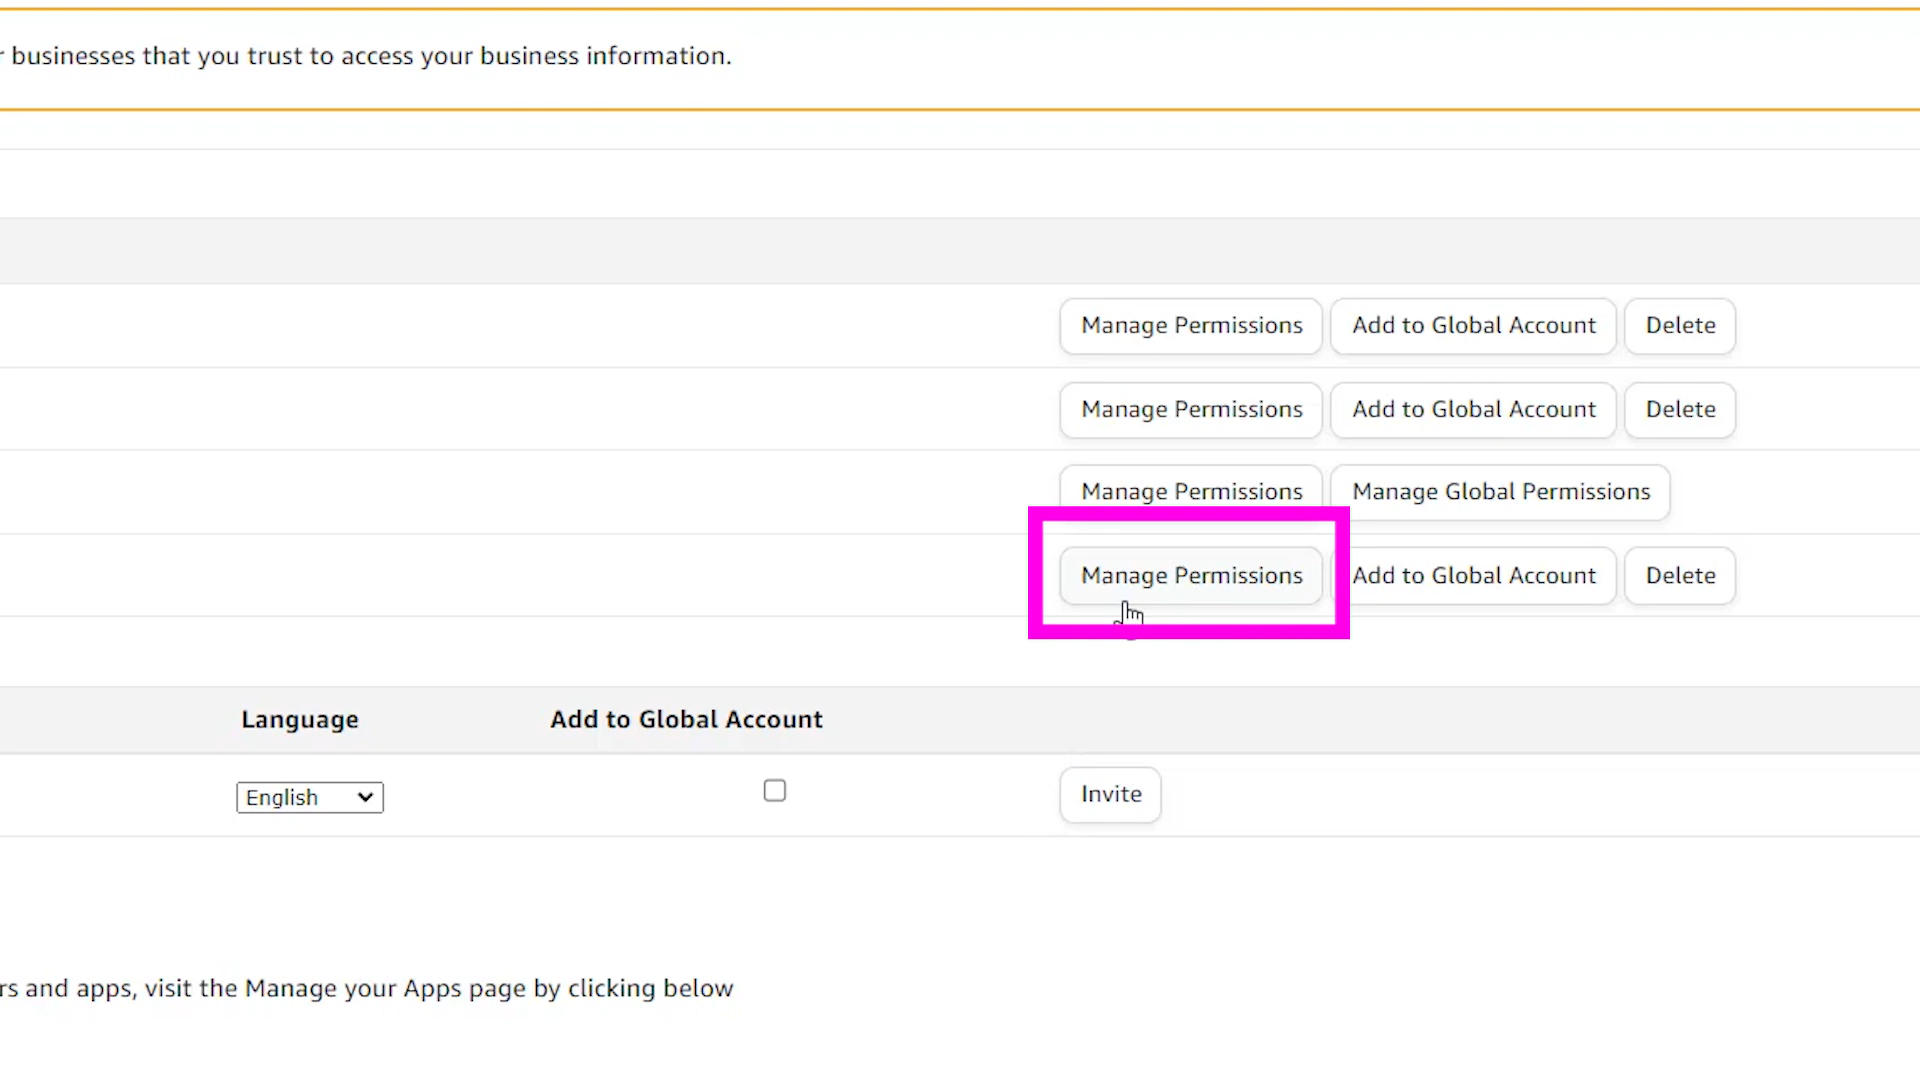 businesses that you trust to access your business information.
Manage Permissions Add to Global Account Delete
Manage Permissions Add to Global Account Delete
Manage Permissions Manage Global Permissions
Manage Permissions Add to Global Account Delete
Language Add to Global Account
English Invite
and apps, visit the Manage your Apps page by clicking below